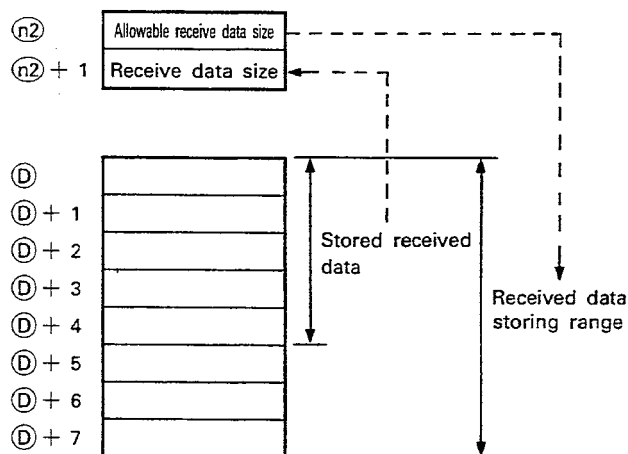 ⓝ2 Allowable receive data size
ⓝ2 + 1 Receive data size
Ⓓ
Ⓓ + 1
Ⓓ + 2
Ⓓ + 3
Ⓓ + 4
Ⓓ + 5
Ⓓ + 6
Ⓓ + 7
Stored received
data
Received data
storing range